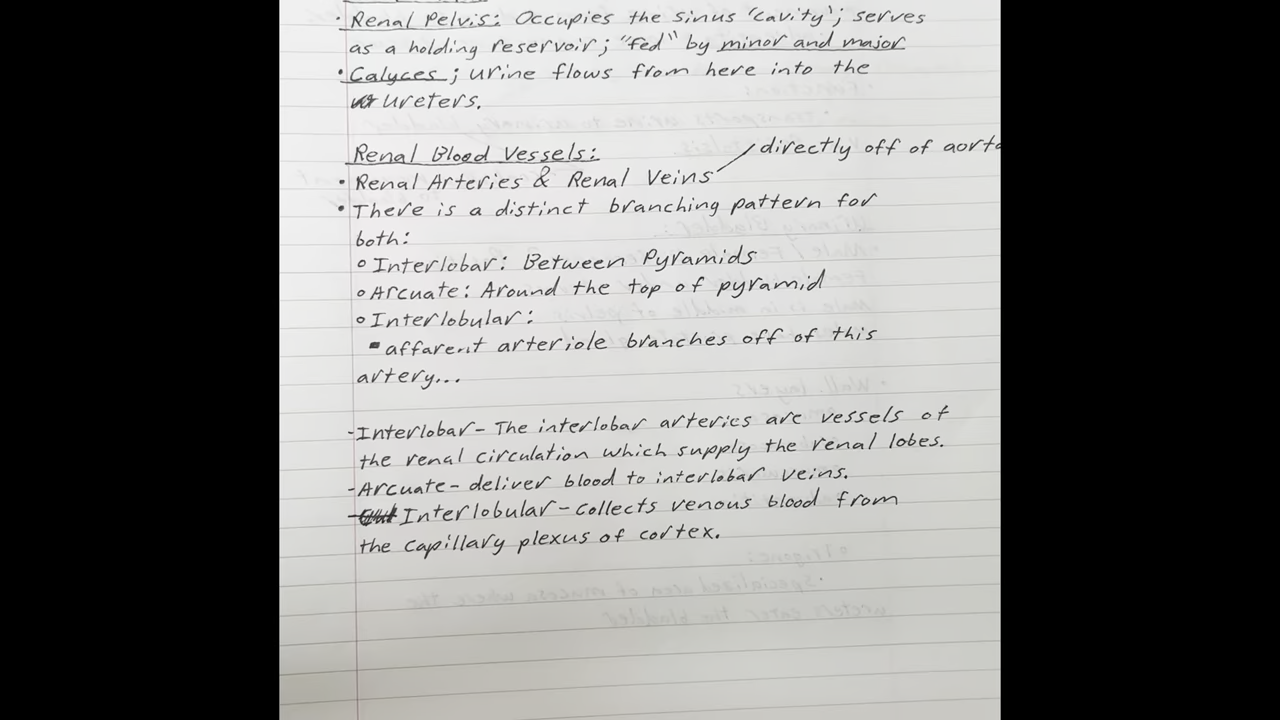 · Renal Pelvis: Occupies the sinus 'cavity'; serves
as a holding reservoir; "fed" by minor and major
· Calyces; urine flows from here into the
ureters.
directly off of aorta
Renal Blood Vessels:
· Renal Arteries & Renal Veins
· There is a distinct branching pattern for
both:
o Interlobar: Between Pyramids
o Arcuate: Around the top of pyramid
o Interlobular:
▪ affarent arteriole branches off of this
artery...
- Interlobar - The interlobar arteries are vessels of
the renal circulation which supply the renal lobes.
- Arcuate - deliver blood to interlobar veins.
- Interlobular - Collects venous blood from
the capillary plexus of cortex.